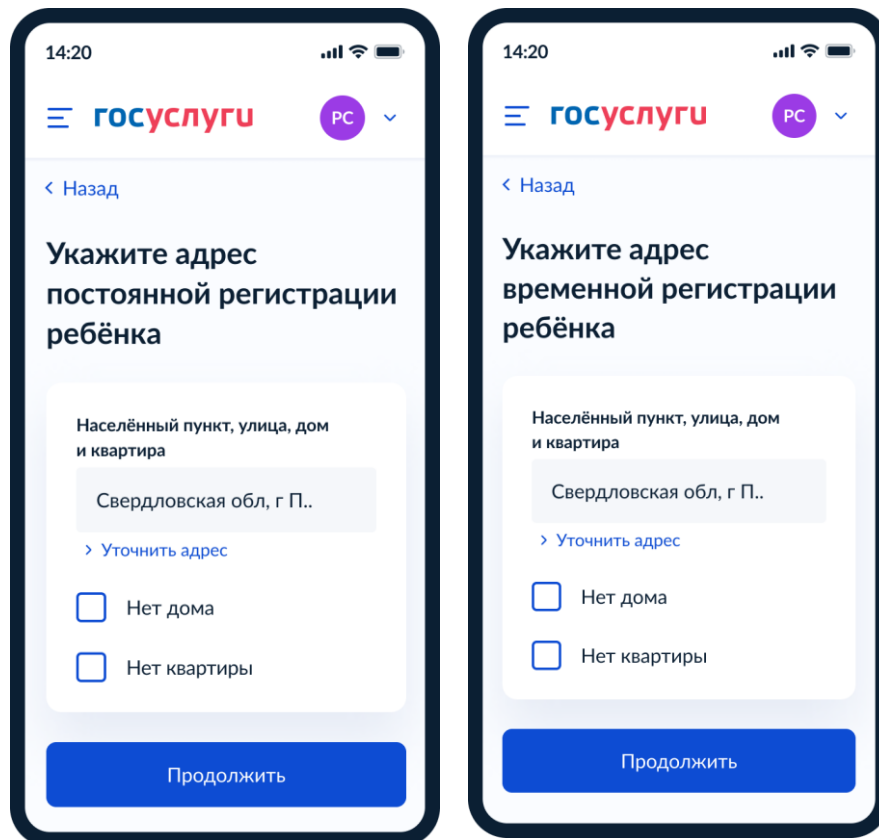 14:20
госуслуги
РС
Назад
Укажите адрес
постоянной регистрации
ребёнка
Населённый пункт, улица, дом
и квартира
Свердловская обл, г П..
Уточнить адрес
Нет дома
Нет квартиры
Продолжить
14:20
госуслуги
РС
Назад
Укажите адрес
временной регистрации
ребёнка
Населённый пункт, улица, дом
и квартира
Свердловская обл, г П..
Уточнить адрес
Нет дома
Нет квартиры
Продолжить